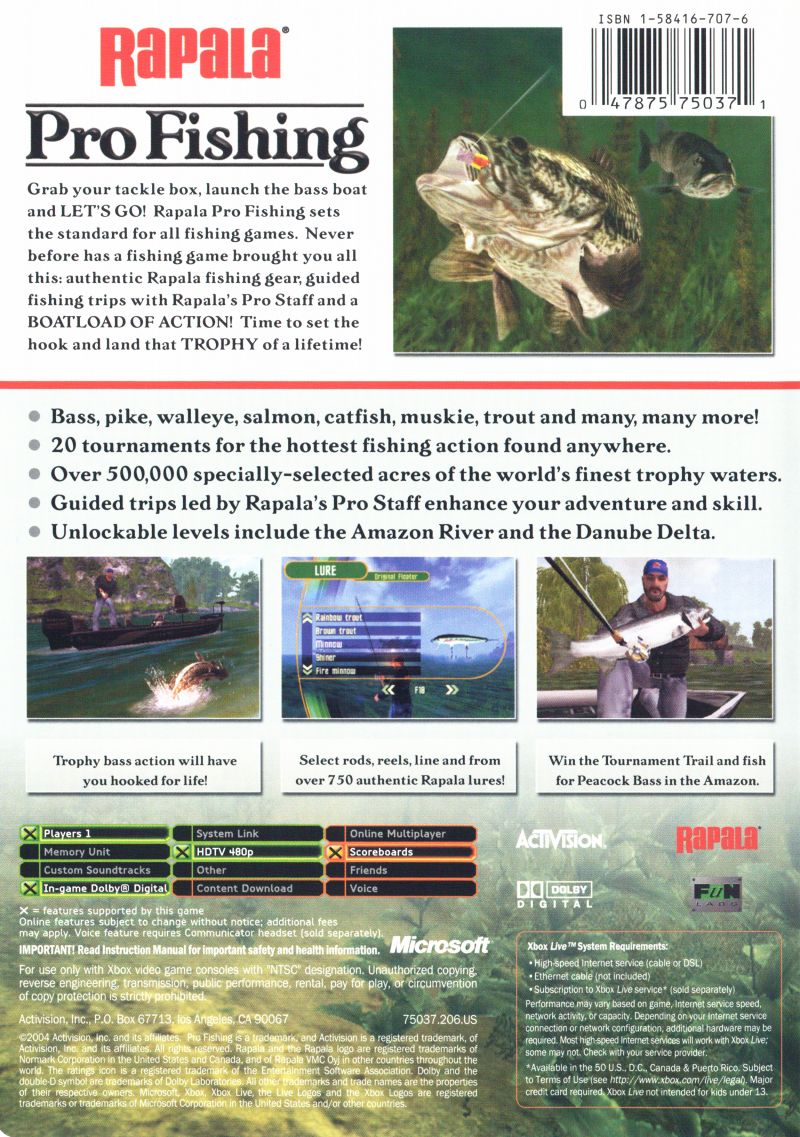 ISBN 1-58416-707-6
0 47875 75037 1
RAPALA®
Pro Fishing
Grab your tackle box, launch the bass boat
and LET'S GO! Rapala Pro Fishing sets
the standard for all fishing games. Never
before has a fishing game brought you all
this: authentic Rapala fishing gear, guided
fishing trips with Rapala's Pro Staff and a
BOATLOAD OF ACTION! Time to set the
hook and land that TROPHY of a lifetime!
Bass, pike, walleye, salmon, catfish, muskie, trout and many, many more!
20 tournaments for the hottest fishing action found anywhere.
Over 500,000 specially-selected acres of the world's finest trophy waters.
Guided trips led by Rapala's Pro Staff enhance your adventure and skill.
Unlockable levels include the Amazon River and the Danube Delta.
LURE
Original Floater
Rainbow trout
Brown trout
Minnow
Shiner
Fire minnow
F18
Trophy bass action will have
you hooked for life!
Select rods, reels, line and from
over 750 authentic Rapala lures!
Win the Tournament Trail and fish
for Peacock Bass in the Amazon.
Players 1
System Link
Online Multiplayer
Memory Unit
HDTV 480p
Scoreboards
Custom Soundtracks
Other
Friends
In-game Dolby® Digital
Content Download
Voice
X = features supported by this game
Online features subject to change without notice; additional fees
may apply. Voice feature requires Communicator headset (sold separately).
IMPORTANT! Read Instruction Manual for important safety and health information.
Microsoft
For use only with Xbox video game consoles with "NTSC" designation. Unauthorized copying,
reverse engineering, transmission, public performance, rental, pay for play, or circumvention
of copy protection is strictly prohibited.
Activision, Inc., P.O. Box 67713, los Angeles, CA 90067
75037.206.US
©2004 Activision, Inc. and its affiliates. Pro Fishing is a trademark, and Activision is a registered trademark, of
Activision, Inc. and its affiliates. All rights reserved. Rapala and the Rapala logo are registered trademarks of
Normark Corporation in the United States and Canada, and of Rapala VMC Oyj in other countries throughout the
world. The ratings icon is a registered trademark of the Entertainment Software Association. Dolby and the
double-D symbol are trademarks of Dolby Laboratories. All other trademarks and trade names are the properties
of their respective owners. Microsoft, Xbox, Xbox Live, the Live Logos and the Xbox Logos are registered
trademarks or trademarks of Microsoft Corporation in the United States and/or other countries.
ACTIVISION.
RAPALA
DOLBY
DIGITAL
FUN
LABS
Xbox Live™ System Requirements:
• High-speed Internet service (cable or DSL)
• Ethernet cable (not included)
• Subscription to Xbox Live service* (sold separately)
Performance may vary based on game, Internet service speed,
network activity, or capacity. Depending on your Internet service
connection or network configuration, additional hardware may be
required. Most high-speed Internet services will work with Xbox Live;
some may not. Check with your service provider.
*Available in the 50 U.S., D.C., Canada & Puerto Rico. Subject
to Terms of Use (see http://www.xbox.com/live/legal). Major
credit card required. Xbox Live not intended for kids under 13.